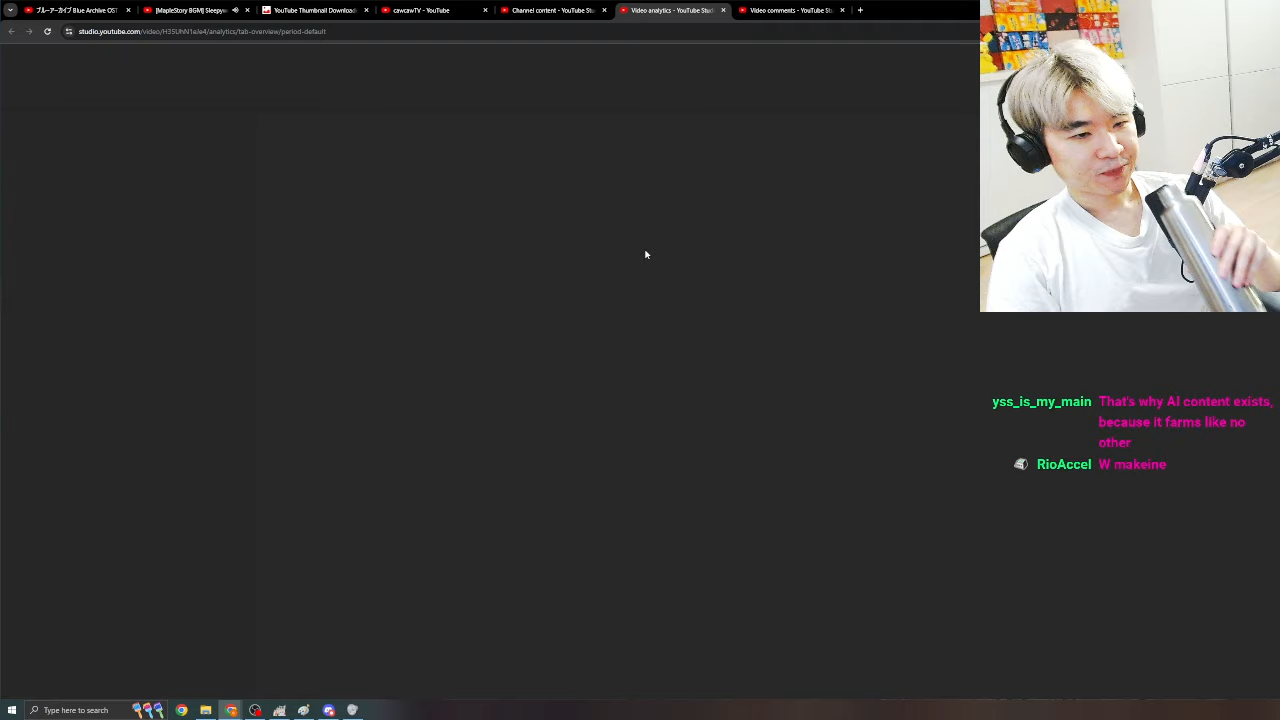 ブルーアーカイブ Blue Archive OST
[MapleStory BGM] Sleepyw
YouTube Thumbnail Download
cawcawTV - YouTube
Channel content - YouTube Stu
Video analytics - YouTube Stud
Video comments - YouTube Stu
studio.youtube.com/video/H3SUhN1eJe4/analytics/tab-overview/period-default
yss_is_my_main That's why AI content exists,
because it farms like no
other
RioAccel W makeine
Type here to search